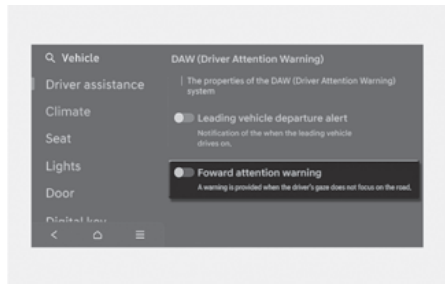 Vehicle
Driver assistance
Climate
Seat
Lights
Door
Digital key
DAW (Driver Attention Warning)
The properties of the DAW (Driver Attention Warning)
system
Leading vehicle departure alert
Notification of the when the leading vehicle
drives on,
Foward attention warning
A warning is provided when the driver's gaze does not focus on the road,